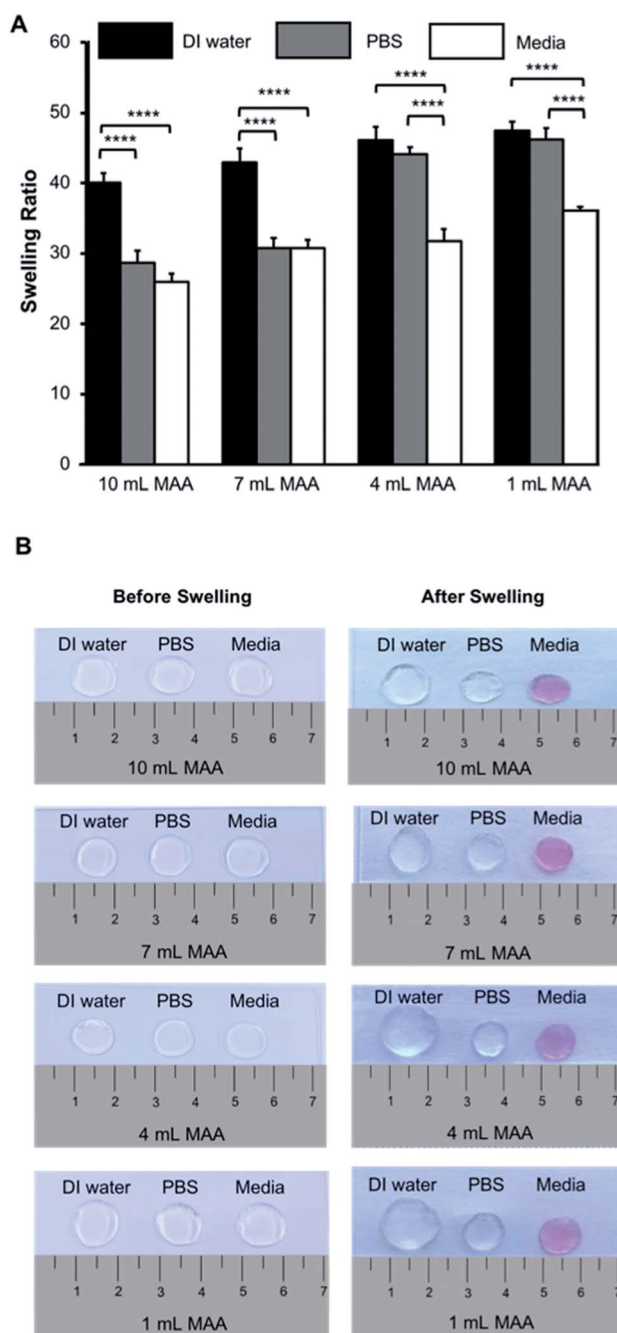 A
DI water PBS Media
Swelling Ratio
60
50
40
30
20
10
0
**** ****
**** ****
**** ****
**** ****
10 mL MAA 7 mL MAA 4 mL MAA 1 mL MAA
B
Before Swelling After Swelling
DI water PBS Media
1 2 3 4 5 6 7
10 mL MAA
DI water PBS Media
1 2 3 4 5 6 7
10 mL MAA
DI water PBS Media
1 2 3 4 5 6 7
7 mL MAA
DI water PBS Media
1 2 3 4 5 6 7
7 mL MAA
DI water PBS Media
1 2 3 4 5 6 7
4 mL MAA
DI water PBS Media
1 2 3 4 5 6 7
4 mL MAA
DI water PBS Media
1 2 3 4 5 6 7
1 mL MAA
DI water PBS Media
1 2 3 4 5 6 7
1 mL MAA